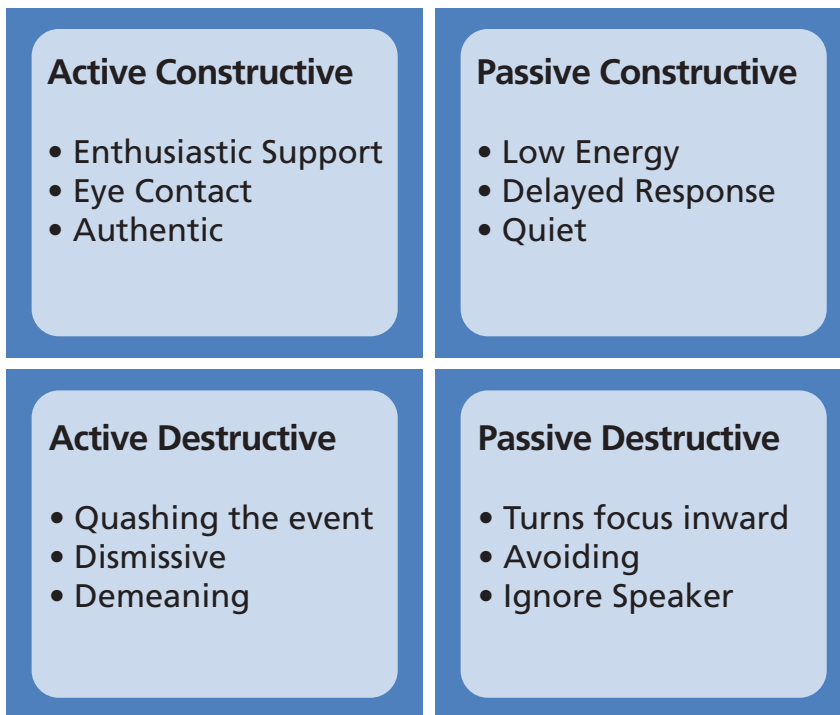 Active Constructive
• Enthusiastic Support
• Eye Contact
• Authentic
Passive Constructive
• Low Energy
• Delayed Response
• Quiet
Active Destructive
• Quashing the event
• Dismissive
• Demeaning
Passive Destructive
• Turns focus inward
• Avoiding
• Ignore Speaker